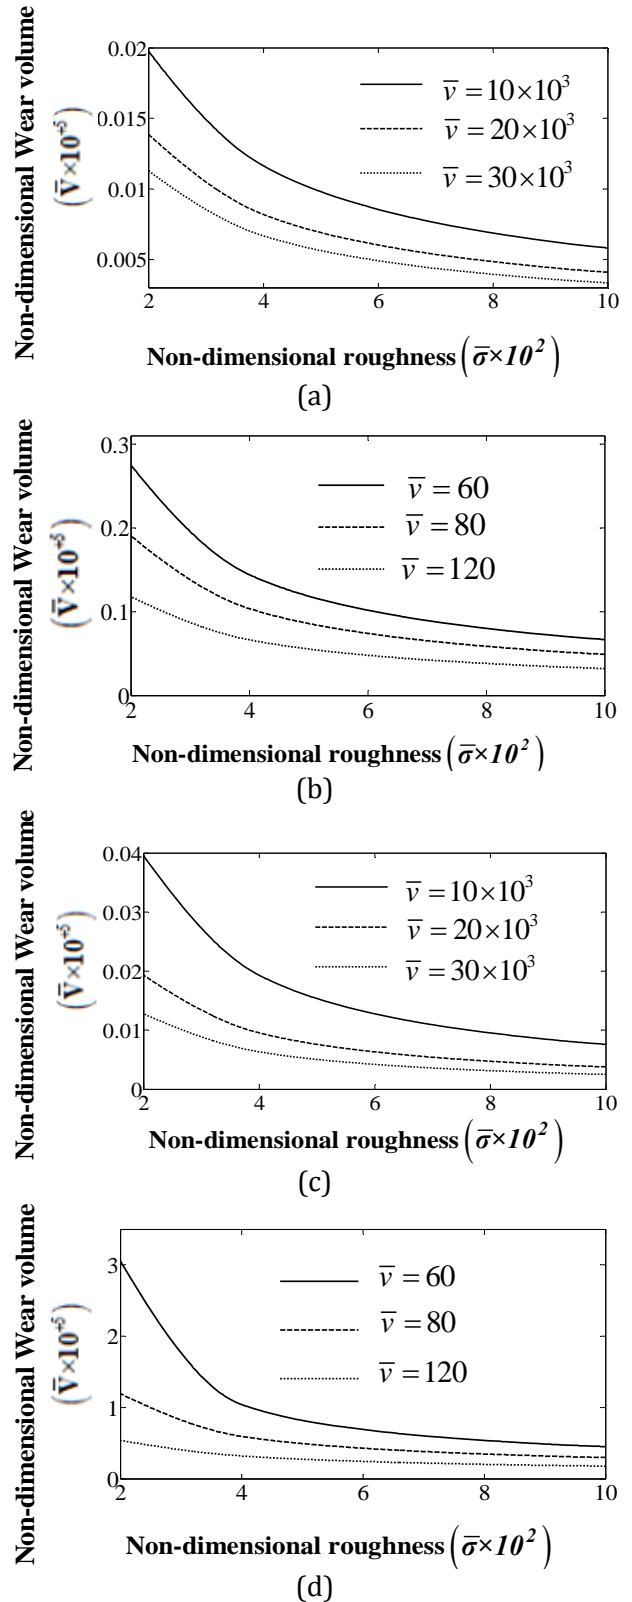 Non-dimensional Wear volume
(V̄×10⁺⁵)
0.02
0.015
0.01
0.005
v̄ = 10×10³
v̄ = 20×10³
v̄ = 30×10³
2 4 6 8 10
Non-dimensional roughness (σ̄×10²)
(a)
Non-dimensional Wear volume
(V̄×10⁺⁵)
0.3
0.2
0.1
0
v̄ = 60
v̄ = 80
v̄ = 120
2 4 6 8 10
Non-dimensional roughness (σ̄×10²)
(b)
Non-dimensional Wear volume
(V̄×10⁺⁵)
0.04
0.03
0.02
0.01
0
v̄ = 10×10³
v̄ = 20×10³
v̄ = 30×10³
2 4 6 8 10
Non-dimensional roughness (σ̄×10²)
(c)
Non-dimensional Wear volume
(V̄×10⁺⁵)
3
2
1
0
v̄ = 60
v̄ = 80
v̄ = 120
2 4 6 8 10
Non-dimensional roughness (σ̄×10²)
(d)